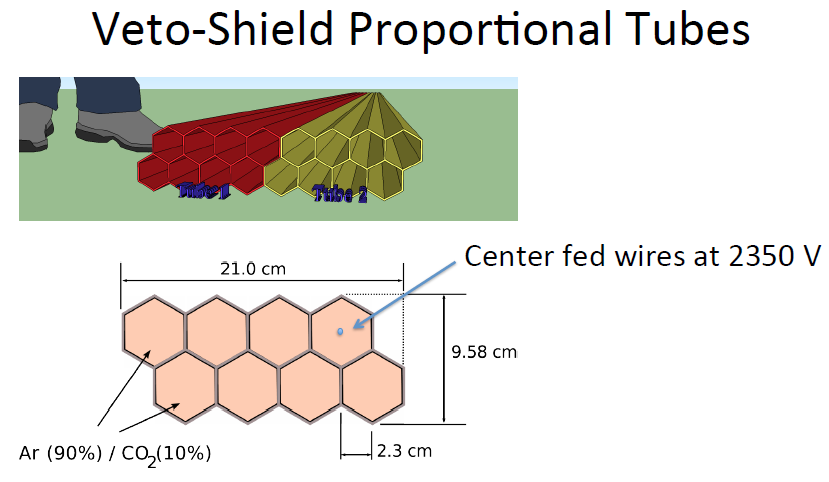 Veto-Shield Proportional Tubes
Tube 1
Tube 2
Center fed wires at 2350 V
21.0 cm
9.58 cm
Ar (90%) / CO2(10%)
2.3 cm